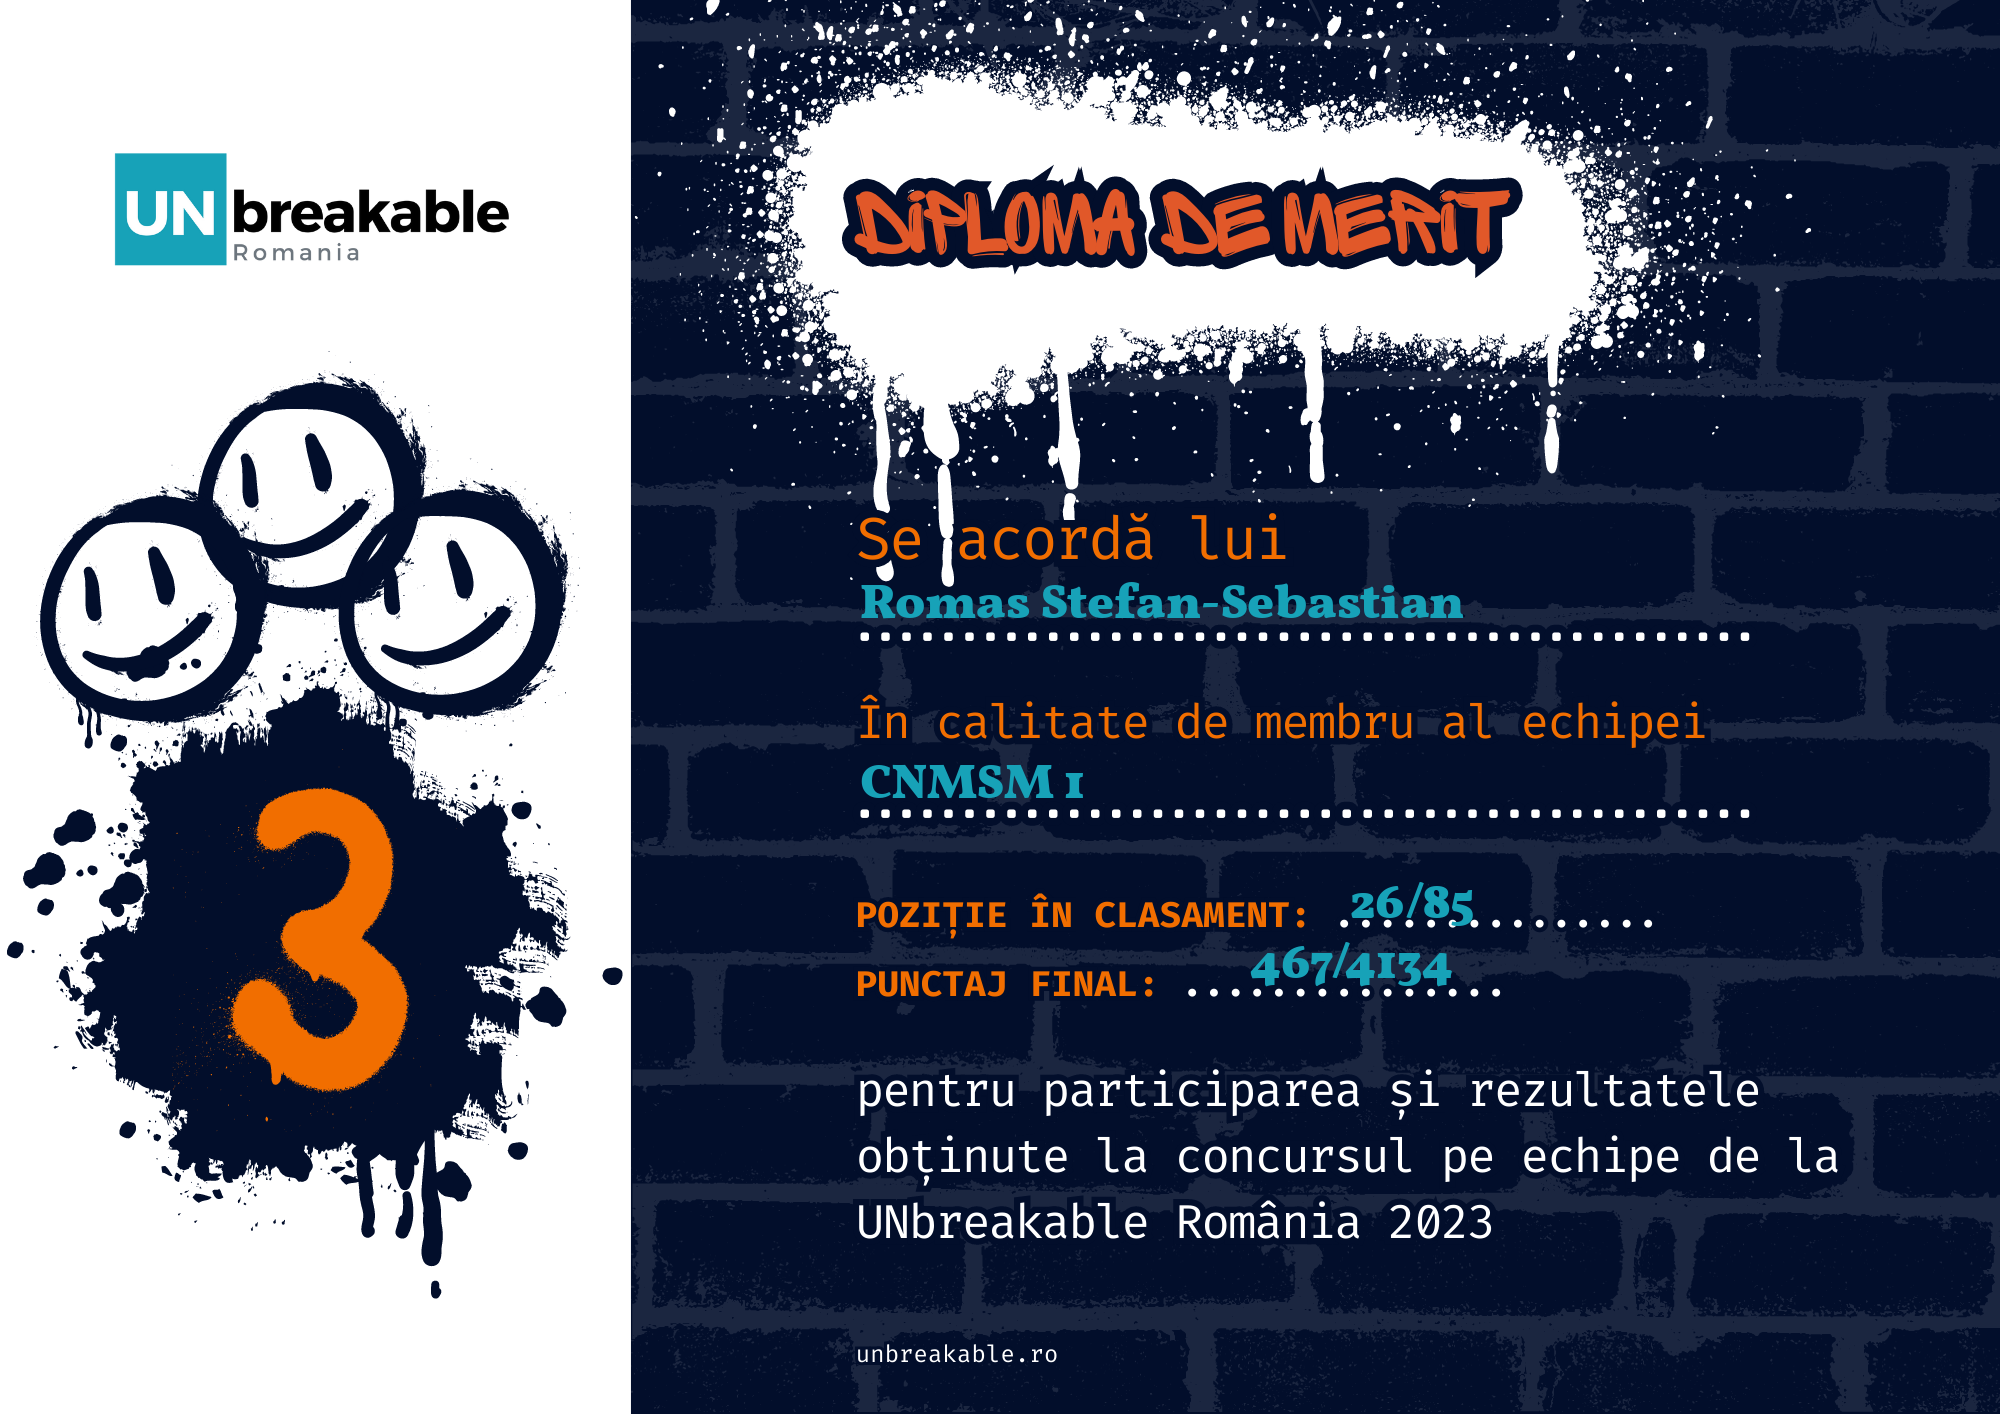 UNbreakable
Romania
3
DIPLOMA DE MERIT
Se acordă lui
Romas Stefan-Sebastian
În calitate de membru al echipei
CNMSM 1
POZIȚIE ÎN CLASAMENT: 26/85
PUNCTAJ FINAL: 467/4134
pentru participarea și rezultatele
obținute la concursul pe echipe de la
UNbreakable România 2023
unbreakable.ro